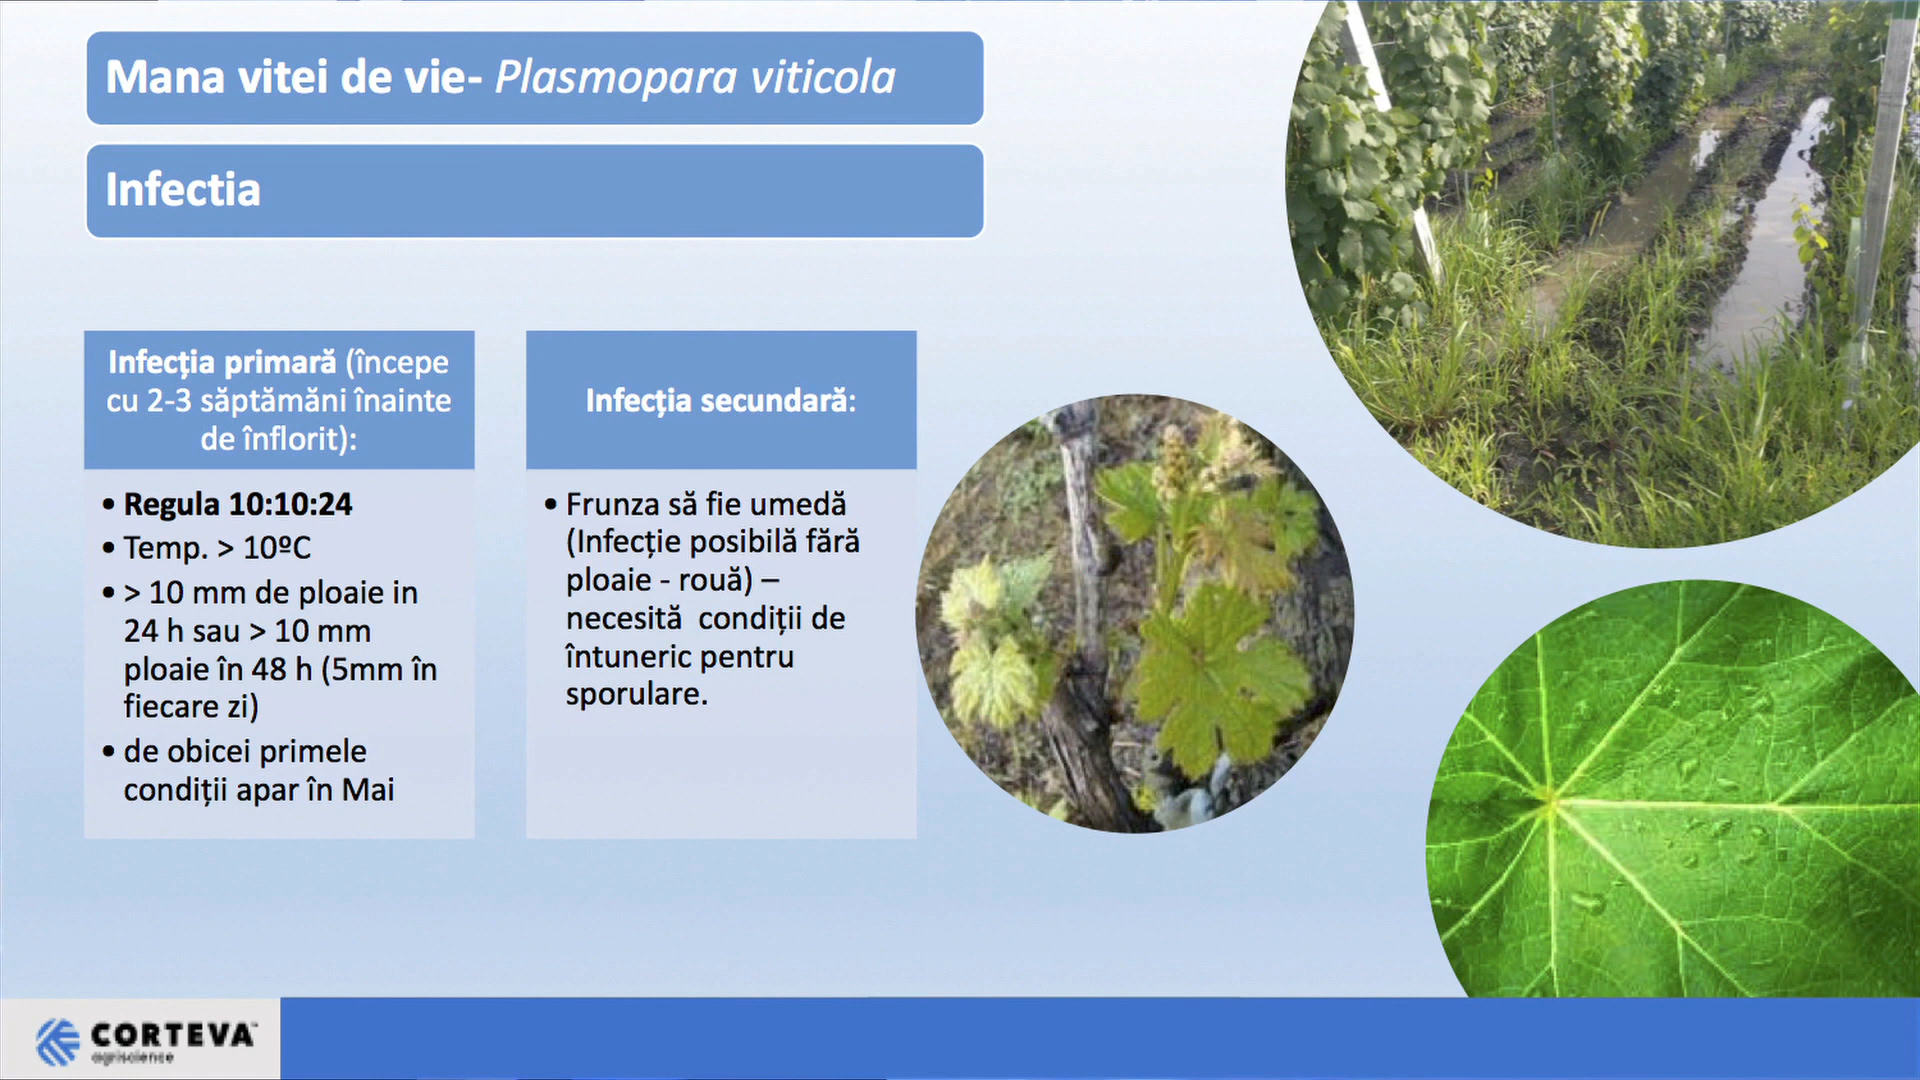 Mana vitei de vie- Plasmopara viticola
Infectia
Infecția primară (începe
cu 2-3 săptămăni înainte
de înflorit):
• Regula 10:10:24
• Temp. > 10ºC
• > 10 mm de ploaie in
24 h sau > 10 mm
ploaie în 48 h (5mm în
fiecare zi)
• de obicei primele
condiții apar în Mai
Infecția secundară:
• Frunza să fie umedă
(Infecție posibilă fără
ploaie - rouă) –
necesită condiții de
întuneric pentru
sporulare.
CORTEVA™
agriscience